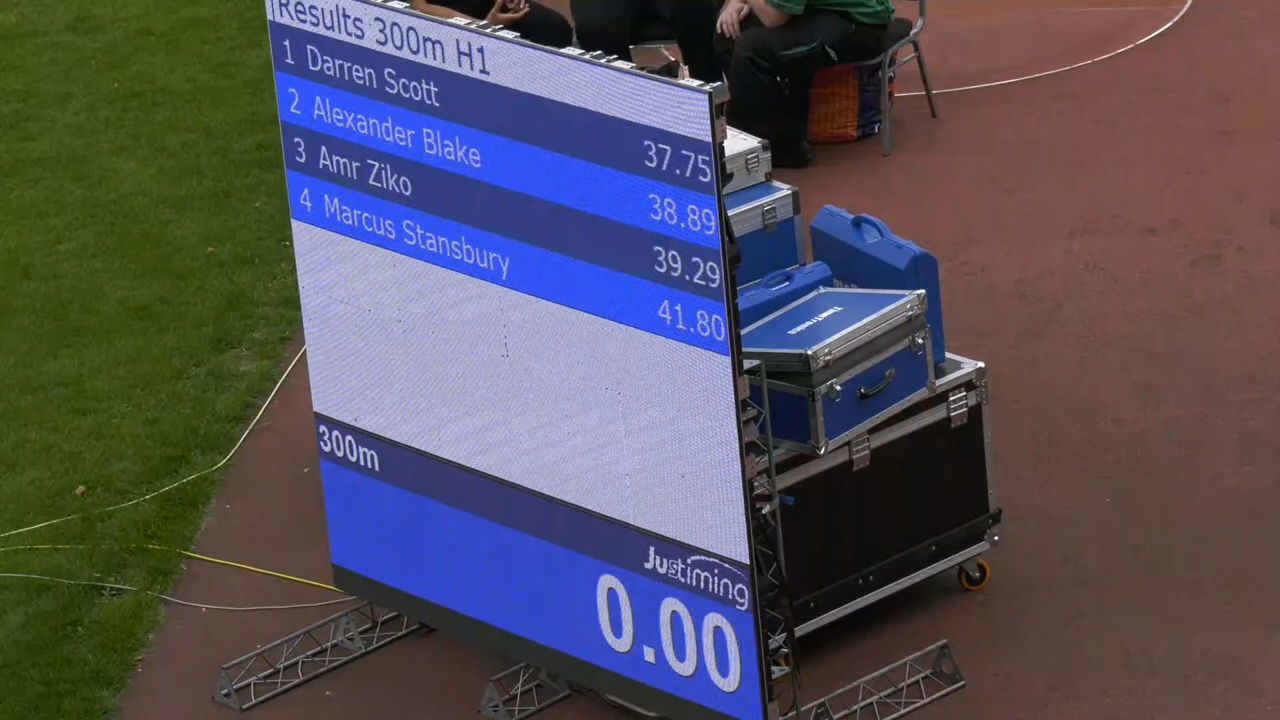 Results 300m H1
1 Darren Scott 37.75
2 Alexander Blake 38.89
3 Amr Ziko 39.29
4 Marcus Stansbury 41.80
300m
Justiming
0.00
TimeTronics